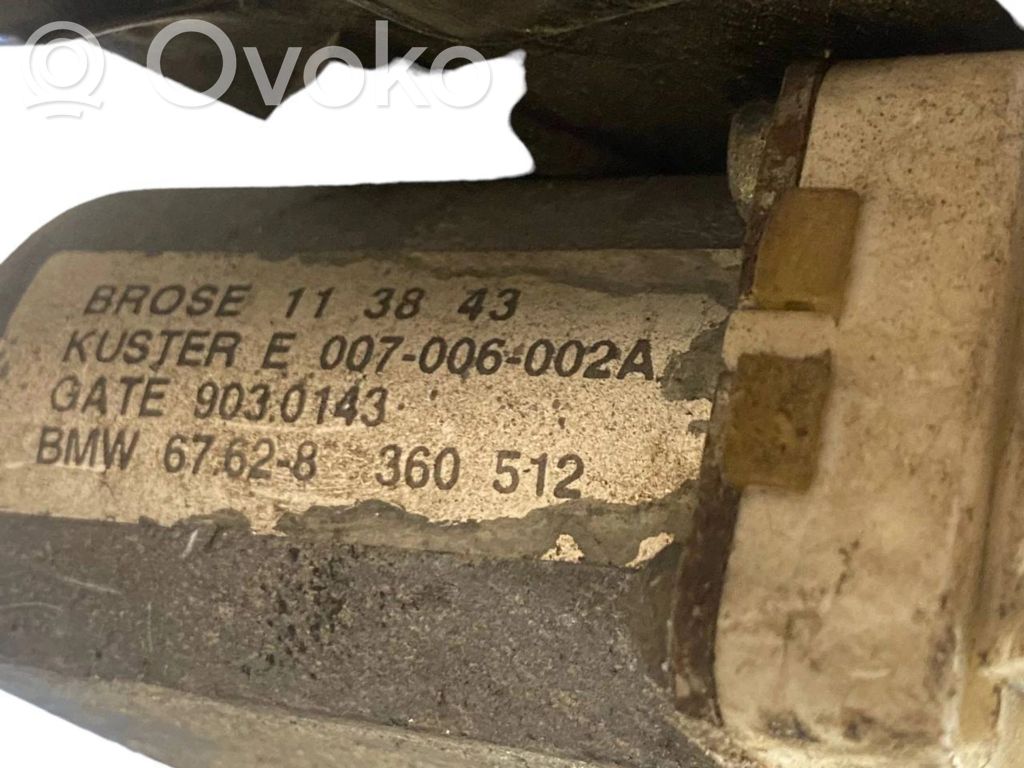 Ovoko
BROSE 11 38 43
KUSTER E 007-006-002A
GATE 903.0143
BMW 67.62-8 360 512